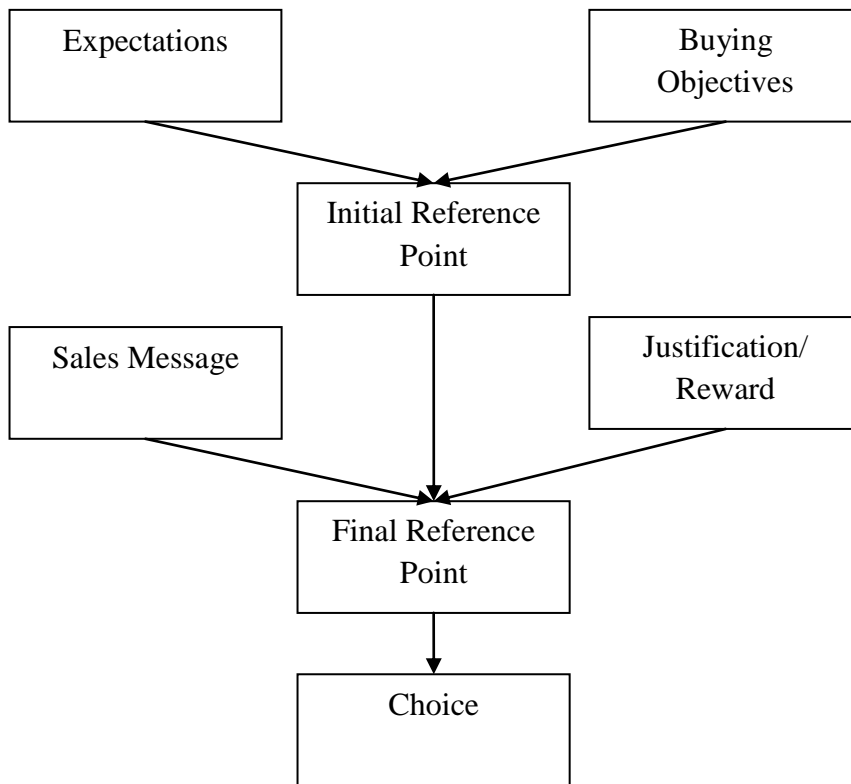 Expectations
Buying
Objectives
Initial Reference
Point
Sales Message
Justification/
Reward
Final Reference
Point
Choice